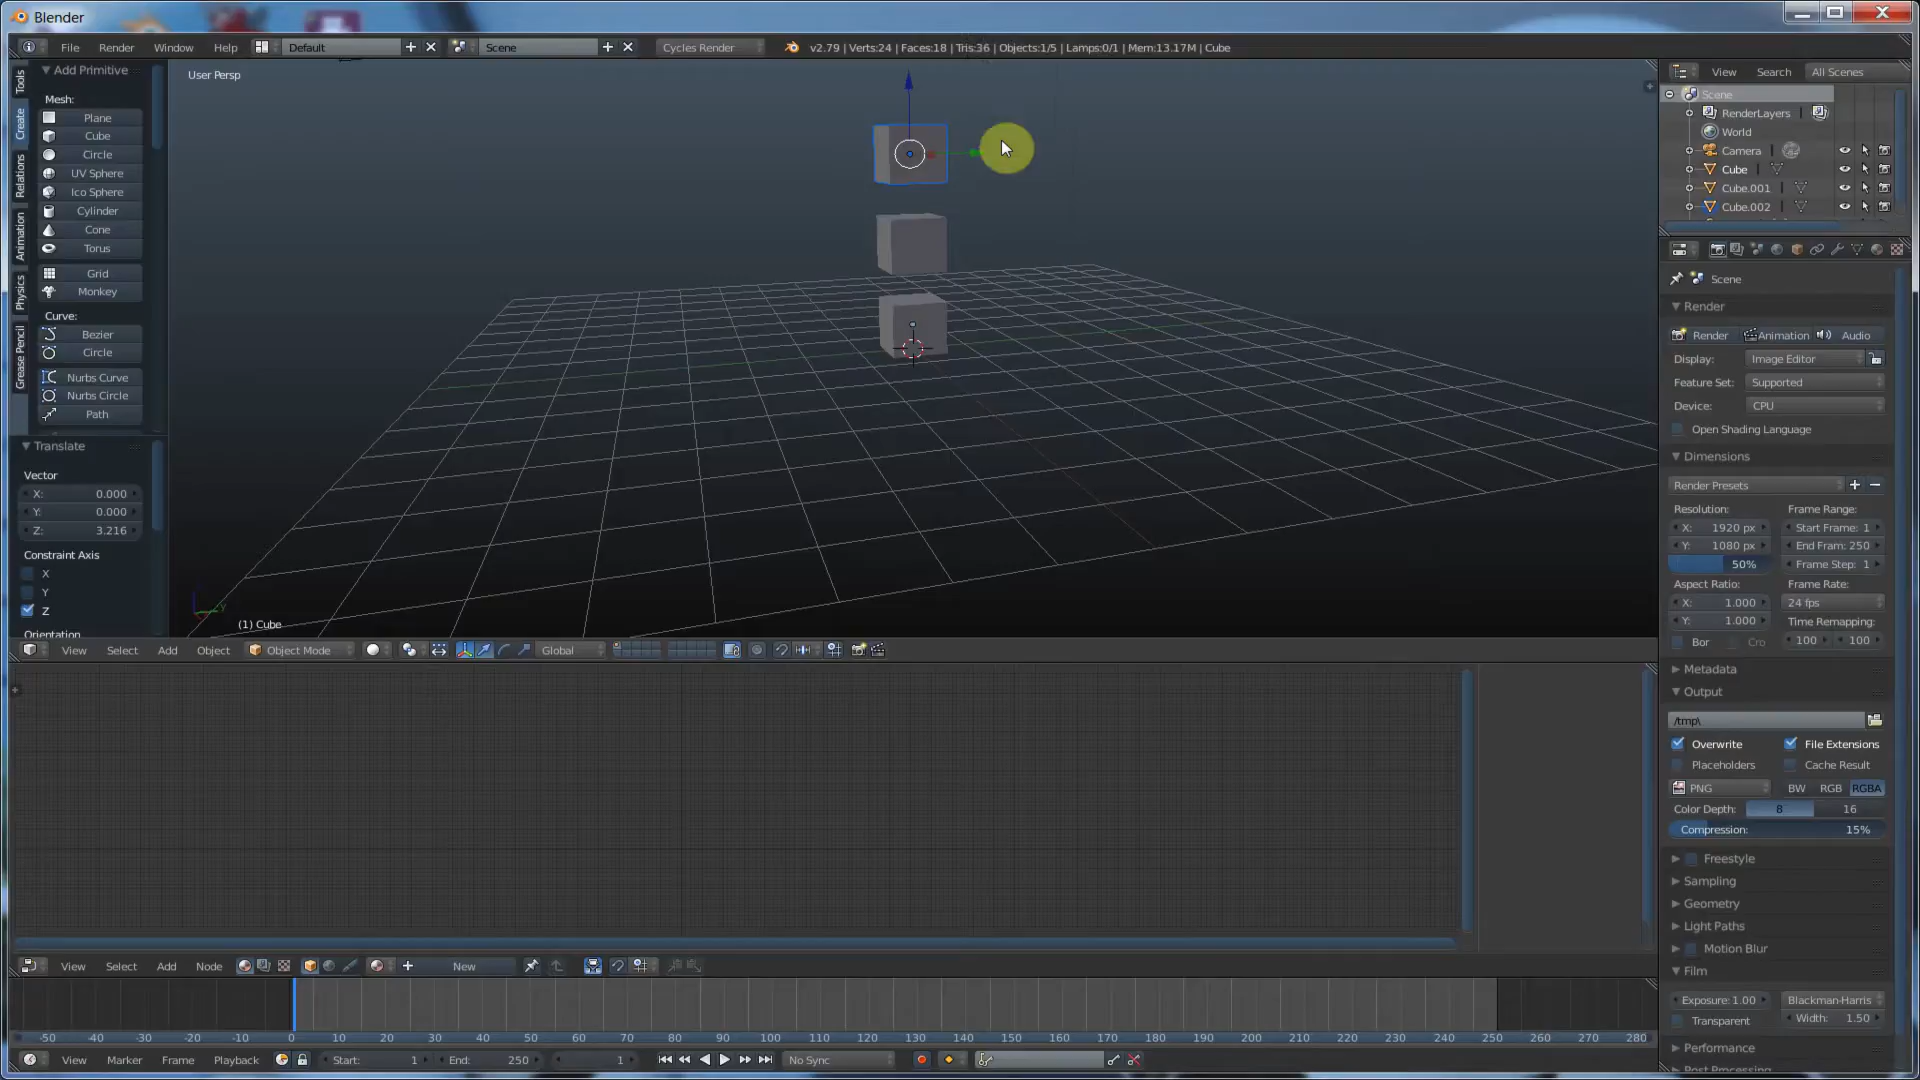 Blender
File Render Window Help Default Scene Cycles Render v2.79 | Verts:24 | Faces:18 | Tris:36 | Objects:1/5 | Lamps:0/1 | Mem:13.17M | Cube
Tools
Create
Relations
Animation
Physics
Grease Pencil
Add Primitive
Mesh:
Plane
Cube
Circle
UV Sphere
Ico Sphere
Cylinder
Cone
Torus
Grid
Monkey
Curve:
Bezier
Circle
Nurbs Curve
Nurbs Circle
Path
Translate
Vector
X: 0.000
Y: 0.000
Z: 3.216
Constraint Axis
X
Y
Z
Orientation
User Persp
(1) Cube
View Select Add Object Object Mode Global
View Select Add Node New
-50 -40 -30 -20 -10 0 10 20 30 40 50 60 70 80 90 100 110 120 130 140 150 160 170 180 190 200 210 220 230 240 250 260 270 280
View Marker Frame Playback Start: 1 End: 250 1 No Sync
View Search All Scenes
Scene
RenderLayers
World
Camera
Cube
Cube.001
Cube.002
Scene
Render
Render Animation Audio
Display: Image Editor
Feature Set: Supported
Device: CPU
Open Shading Language
Dimensions
Render Presets
Resolution: Frame Range:
X: 1920 px Start Frame: 1
Y: 1080 px End Fram: 250
50% Frame Step: 1
Aspect Ratio: Frame Rate:
X: 1.000 24 fps
Y: 1.000 Time Remapping:
Bor Cro 100 100
Metadata
Output
/tmp\
Overwrite File Extensions
Placeholders Cache Result
PNG BW RGB RGBA
Color Depth: 8 16
Compression: 15%
Freestyle
Sampling
Geometry
Light Paths
Motion Blur
Film
Exposure: 1.00 Blackman-Harris
Transparent Width: 1.50
Performance
Post Processing